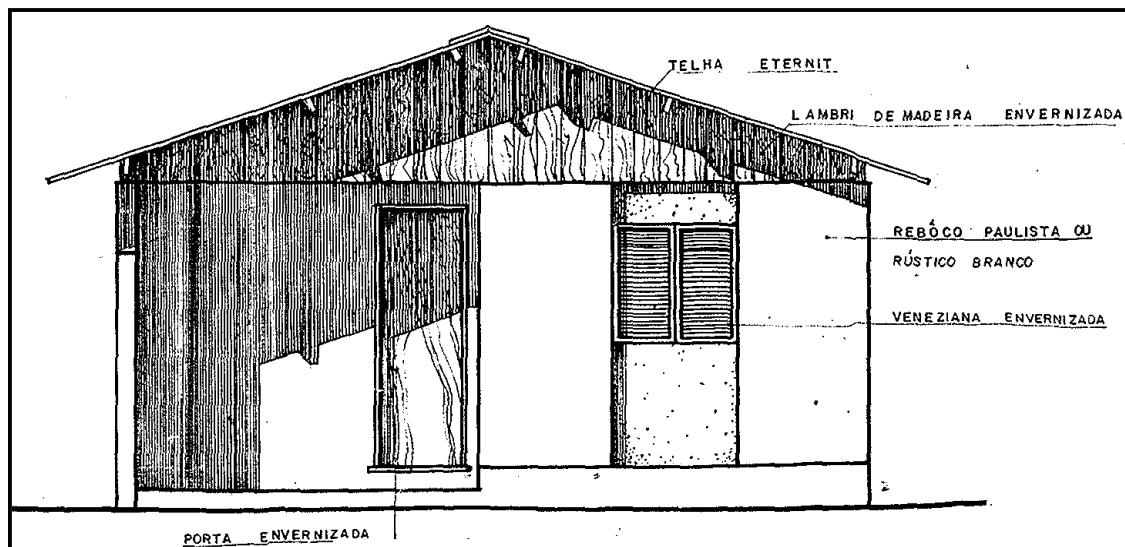 TELHA ETERNIT
LAMBRI DE MADEIRA ENVERNIZADA
REBÔCO PAULISTA OU
RÚSTICO BRANCO
VENEZIANA ENVERNIZADA
PORTA ENVERNIZADA